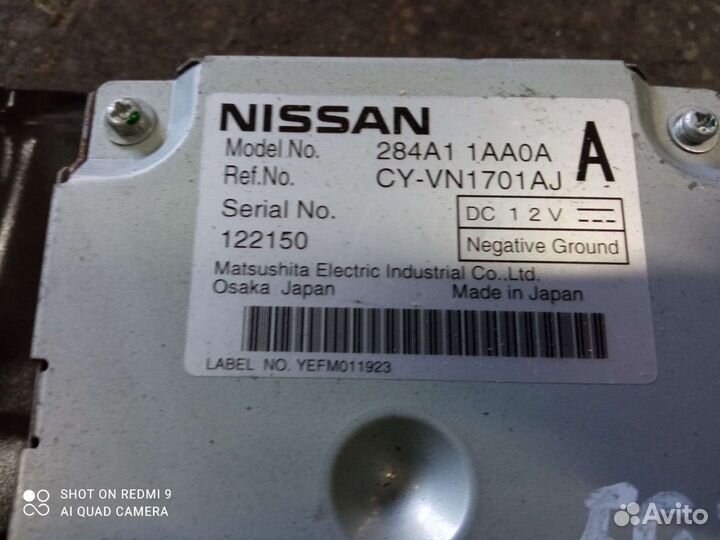 NISSAN
Model No. 284A1 1AA0A A
Ref.No. CY-VN1701AJ
Serial No. DC 12V
122150 Negative Ground
Matsushita Electric Industrial Co.,Ltd.
Osaka Japan Made in Japan
LABEL NO. YEFM011923
SHOT ON REDMI 9
AI QUAD CAMERA
Avito